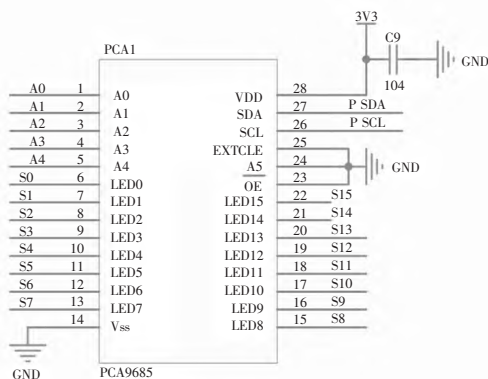 3V3
C9
GND
104
PCA1
A0 1 A0 VDD 28
A1 2 A1 SDA 27 P SDA
A2 3 A2 SCL 26 P SCL
A3 4 A3 EXTCLE 25
A4 5 A4 A5 24 GND
S0 6 LED0 OE 23
S1 7 LED1 LED15 22 S15
S2 8 LED2 LED14 21 S14
S3 9 LED3 LED13 20 S13
S4 10 LED4 LED12 19 S12
S5 11 LED5 LED11 18 S11
S6 12 LED6 LED10 17 S10
S7 13 LED7 LED9 16 S9
14 Vss LED8 15 S8
GND
PCA9685